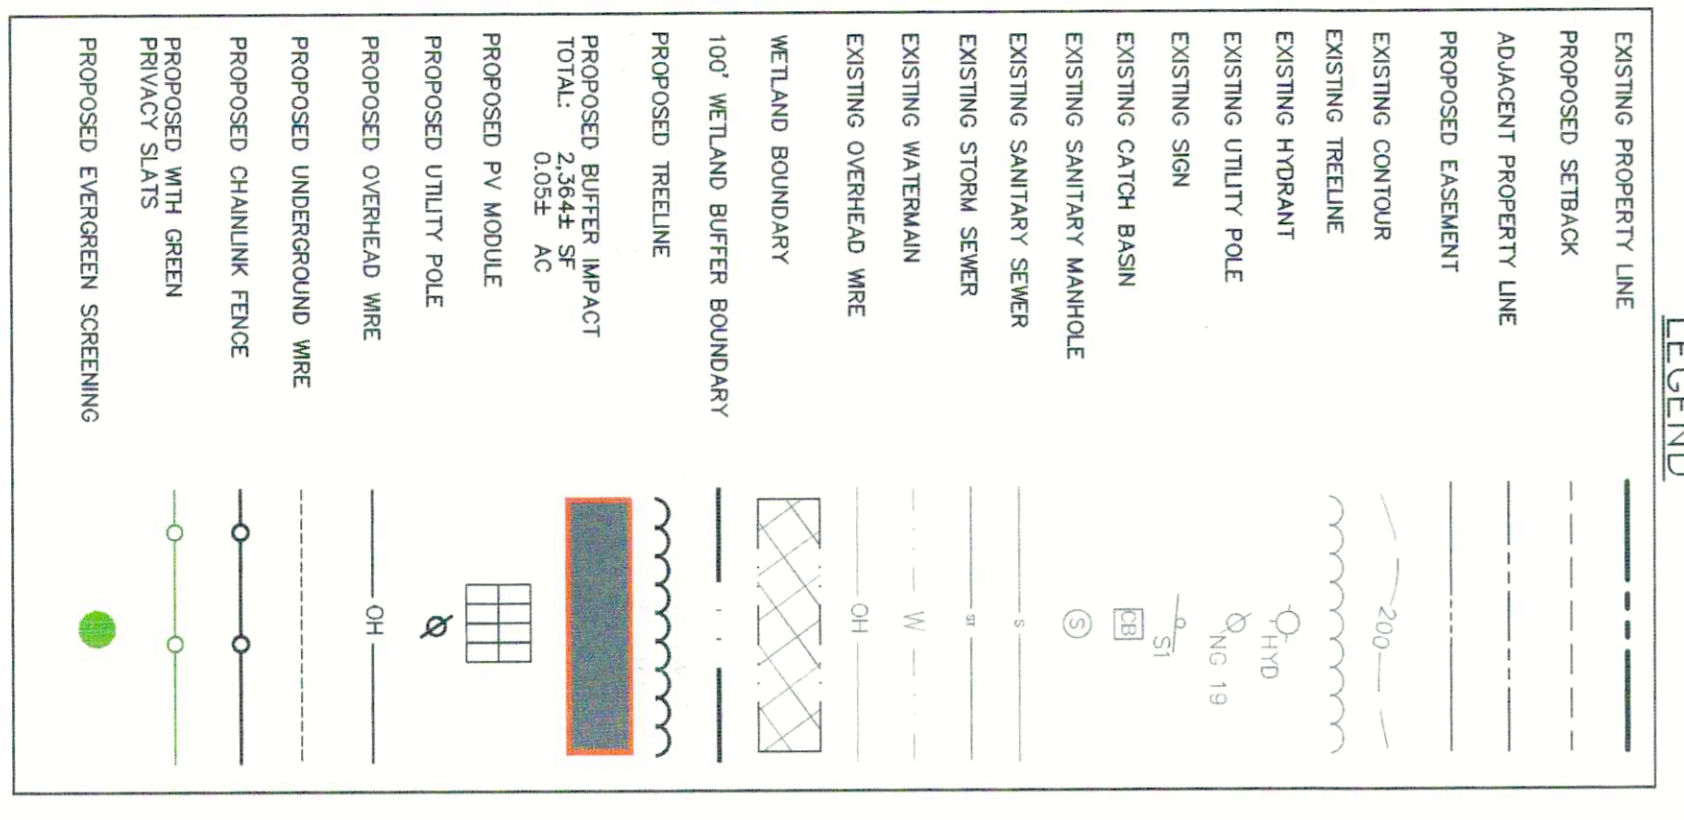 LEGEND
EXISTING PROPERTY LINE
PROPOSED SETBACK
ADJACENT PROPERTY LINE
PROPOSED EASEMENT
EXISTING CONTOUR
200
EXISTING TREELINE
EXISTING HYDRANT
HYD
EXISTING UTILITY POLE
NG 19
EXISTING SIGN
S1
EXISTING CATCH BASIN
CB
EXISTING SANITARY MANHOLE
S
EXISTING SANITARY SEWER
S
EXISTING STORM SEWER
ST
EXISTING WATERMAIN
W
EXISTING OVERHEAD WIRE
OH
WETLAND BOUNDARY
100' WETLAND BUFFER BOUNDARY
PROPOSED TREELINE
PROPOSED BUFFER IMPACT
TOTAL: 2,364± SF
0.05± AC
PROPOSED PV MODULE
PROPOSED UTILITY POLE
PROPOSED OVERHEAD WIRE
OH
PROPOSED UNDERGROUND WIRE
PROPOSED CHAINLINK FENCE
PROPOSED WITH GREEN
PRIVACY SLATS
PROPOSED EVERGREEN SCREENING